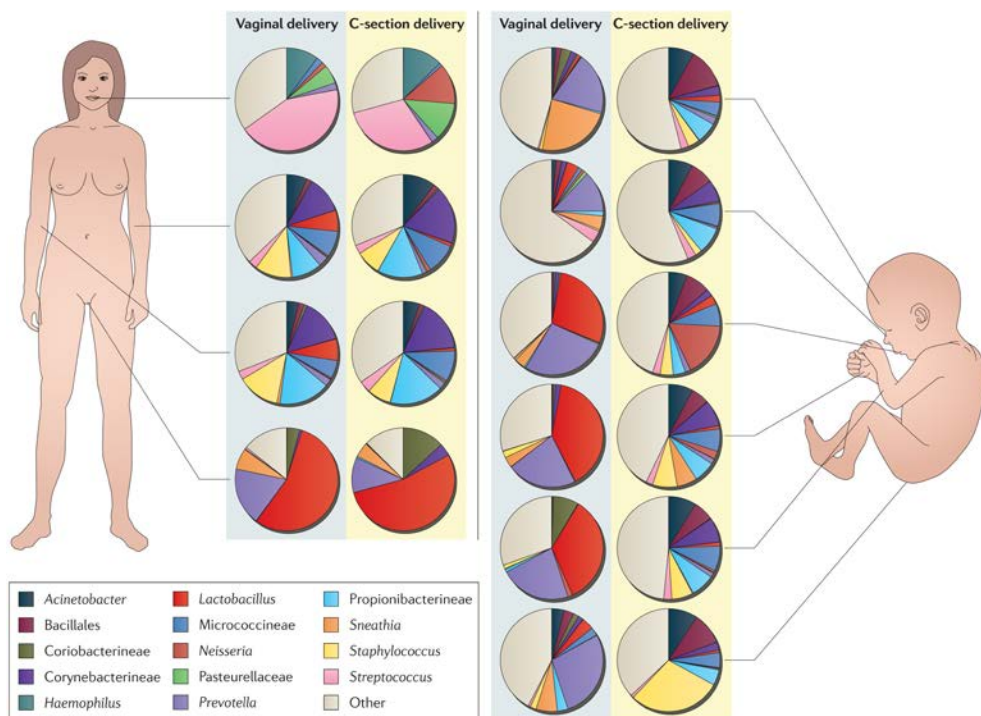 Vaginal delivery C-section delivery
Vaginal delivery C-section delivery
Acinetobacter
Bacillales
Coriobacterineae
Corynebacterineae
Haemophilus
Lactobacillus
Micrococcineae
Neisseria
Pasteurellaceae
Prevotella
Propionibacterineae
Sneathia
Staphylococcus
Streptococcus
Other